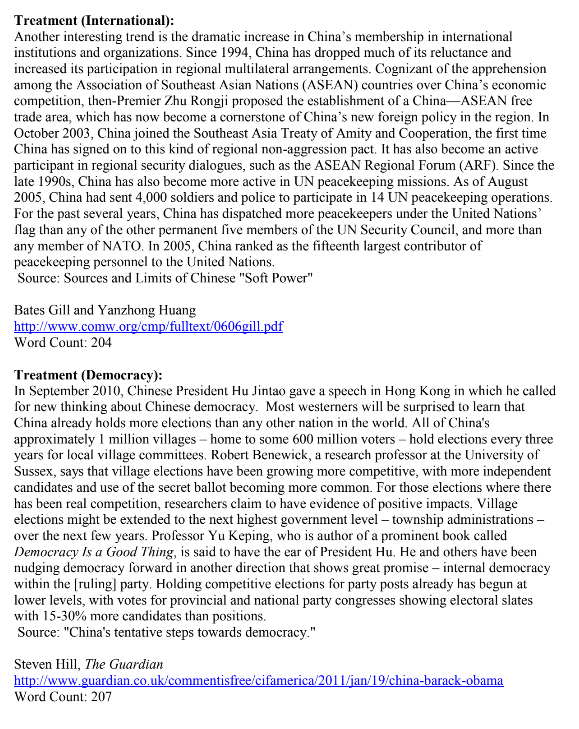 Treatment (International):
Another interesting trend is the dramatic increase in China's membership in international
institutions and organizations. Since 1994, China has dropped much of its reluctance and
increased its participation in regional multilateral arrangements. Cognizant of the apprehension
among the Association of Southeast Asian Nations (ASEAN) countries over China's economic
competition, then-Premier Zhu Rongji proposed the establishment of a China—ASEAN free
trade area, which has now become a cornerstone of China's new foreign policy in the region. In
October 2003, China joined the Southeast Asia Treaty of Amity and Cooperation, the first time
China has signed on to this kind of regional non-aggression pact. It has also become an active
participant in regional security dialogues, such as the ASEAN Regional Forum (ARF). Since the
late 1990s, China has also become more active in UN peacekeeping missions. As of August
2005, China had sent 4,000 soldiers and police to participate in 14 UN peacekeeping operations.
For the past several years, China has dispatched more peacekeepers under the United Nations'
flag than any of the other permanent five members of the UN Security Council, and more than
any member of NATO. In 2005, China ranked as the fifteenth largest contributor of
peacekeeping personnel to the United Nations.
Source: Sources and Limits of Chinese "Soft Power"
Bates Gill and Yanzhong Huang
http://www.comw.org/cmp/fulltext/0606gill.pdf
Word Count: 204
Treatment (Democracy):
In September 2010, Chinese President Hu Jintao gave a speech in Hong Kong in which he called
for new thinking about Chinese democracy.  Most westerners will be surprised to learn that
China already holds more elections than any other nation in the world. All of China's
approximately 1 million villages – home to some 600 million voters – hold elections every three
years for local village committees. Robert Benewick, a research professor at the University of
Sussex, says that village elections have been growing more competitive, with more independent
candidates and use of the secret ballot becoming more common. For those elections where there
has been real competition, researchers claim to have evidence of positive impacts. Village
elections might be extended to the next highest government level – township administrations –
over the next few years. Professor Yu Keping, who is author of a prominent book called
Democracy Is a Good Thing, is said to have the ear of President Hu. He and others have been
nudging democracy forward in another direction that shows great promise – internal democracy
within the [ruling] party. Holding competitive elections for party posts already has begun at
lower levels, with votes for provincial and national party congresses showing electoral slates
with 15-30% more candidates than positions.
Source: "China's tentative steps towards democracy."
Steven Hill, The Guardian
http://www.guardian.co.uk/commentisfree/cifamerica/2011/jan/19/china-barack-obama
Word Count: 207